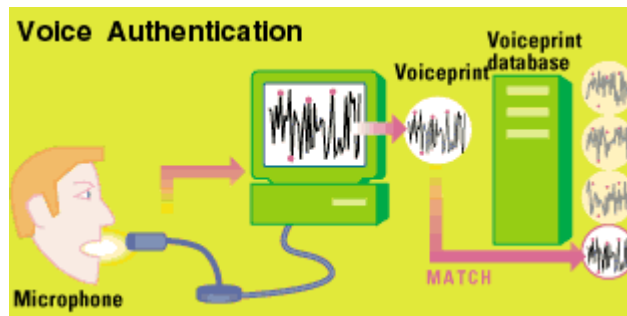 Voice Authentication
Voiceprint
Voiceprint
database
MATCH
Microphone